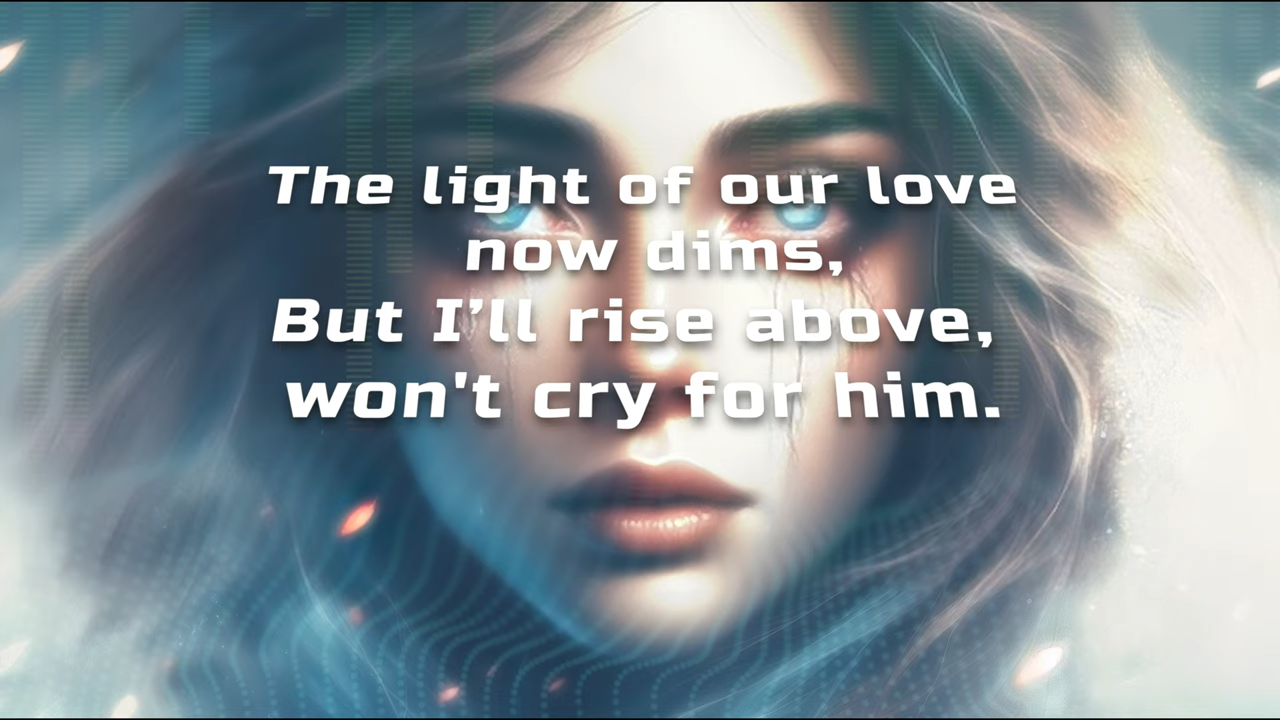 The light of our love
now dims,
But I’ll rise above,
won't cry for him.